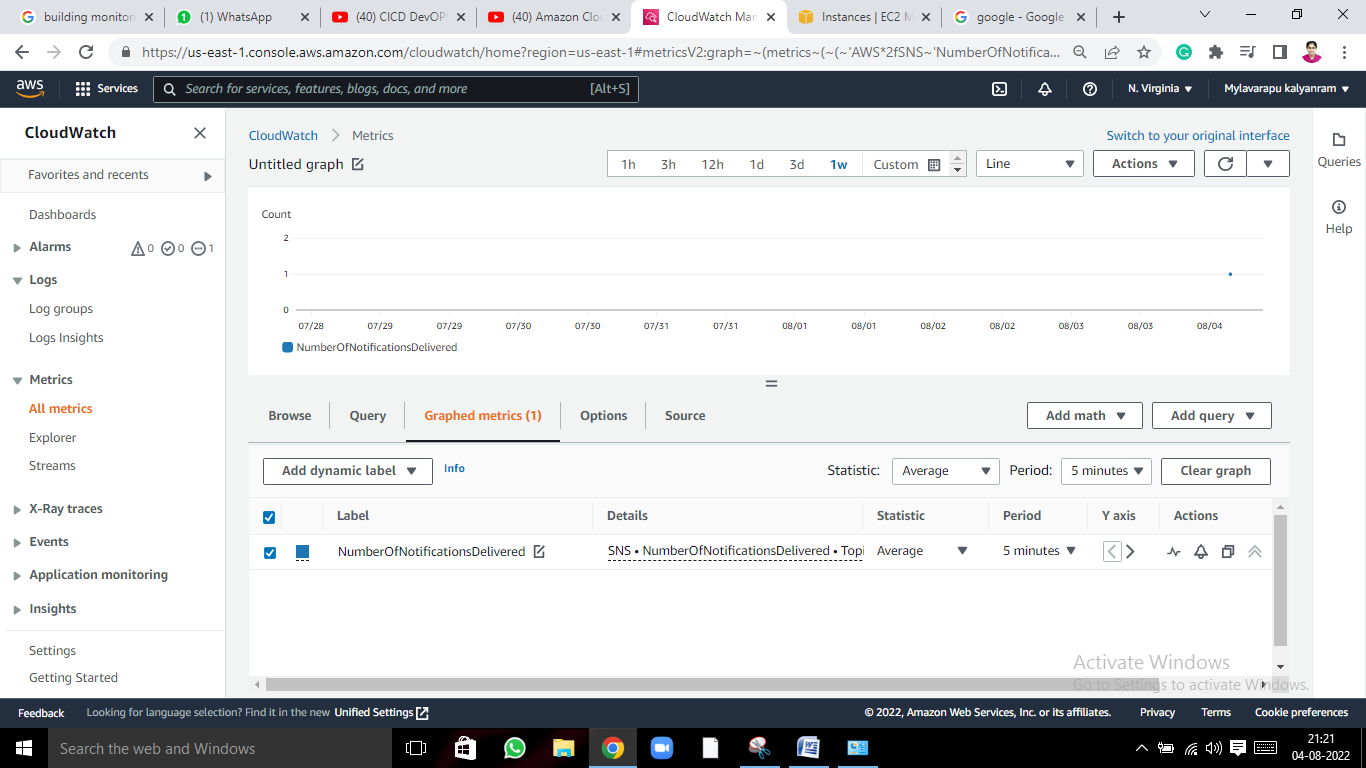 building monitor
(1) WhatsApp
(40) CICD DevOP
(40) Amazon Clo
CloudWatch Man
Instances | EC2 M
google - Google
https://us-east-1.console.aws.amazon.com/cloudwatch/home?region=us-east-1#metricsV2:graph=~(metrics~(~(~'AWS*2fSNS~'NumberOfNotifica...
aws
Services
Search for services, features, blogs, docs, and more
[Alt+S]
N. Virginia
Mylavarapu kalyanram
CloudWatch
Favorites and recents
Dashboards
Alarms 0 0 1
Logs
Log groups
Logs Insights
Metrics
All metrics
Explorer
Streams
X-Ray traces
Events
Application monitoring
Insights
Settings
Getting Started
CloudWatch Metrics
Switch to your original interface
Untitled graph
1h 3h 12h 1d 3d 1w Custom
Line
Actions
Count
2
1
0
07/28 07/29 07/29 07/30 07/30 07/31 07/31 08/01 08/01 08/02 08/02 08/03 08/03 08/04
NumberOfNotificationsDelivered
Browse Query Graphed metrics (1) Options Source
Add math
Add query
Add dynamic label
Info
Statistic: Average
Period: 5 minutes
Clear graph
Label Details Statistic Period Y axis Actions
NumberOfNotificationsDelivered SNS • NumberOfNotificationsDelivered • Topi Average 5 minutes
Queries
Help
Activate Windows
Go to Settings to activate Windows.
Feedback
Looking for language selection? Find it in the new Unified Settings
© 2022, Amazon Web Services, Inc. or its affiliates.
Privacy
Terms
Cookie preferences
Search the web and Windows
21:21
04-08-2022